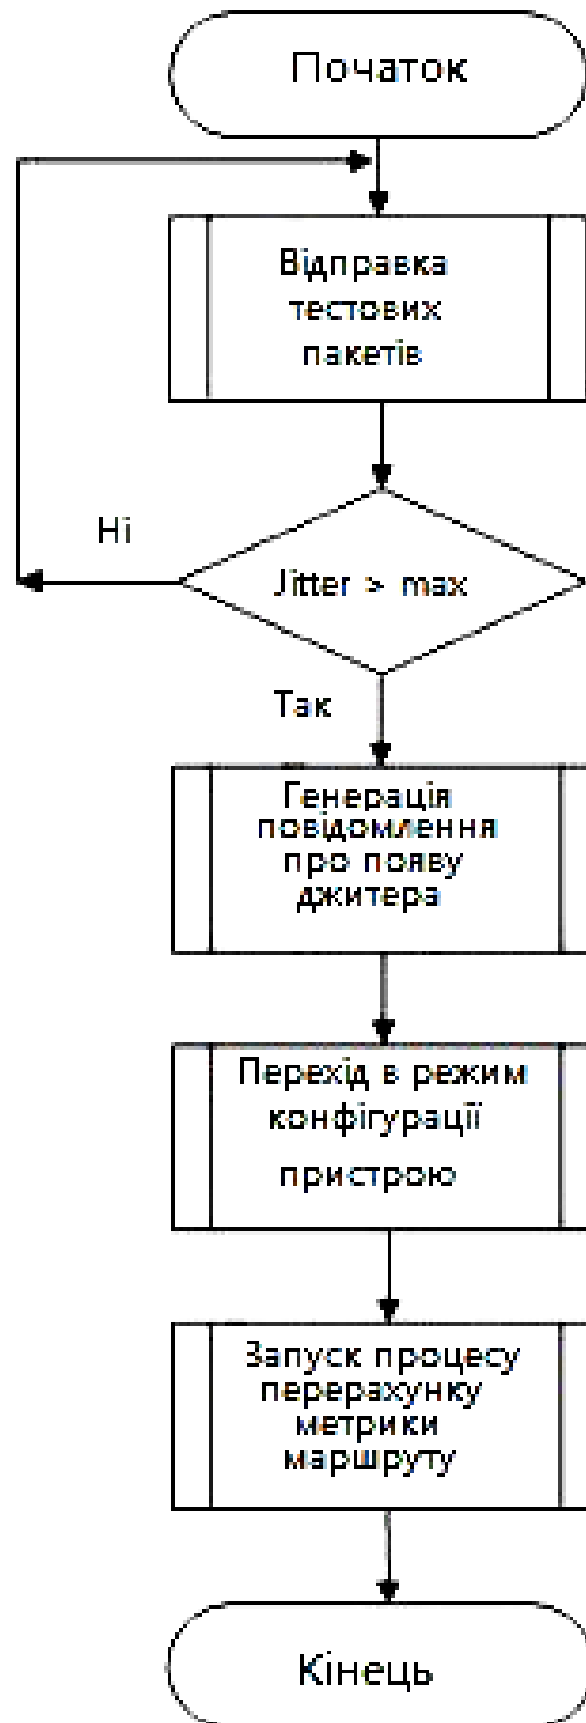 Початок
Відправка
тестових
пакетів
Ні
Jitter > max
Так
Генерація
повідомлення
про появу
джитера
Перехід в режим
конфігурації
пристрою
Запуск процесу
перерахунку
метрики
маршруту
Кінець